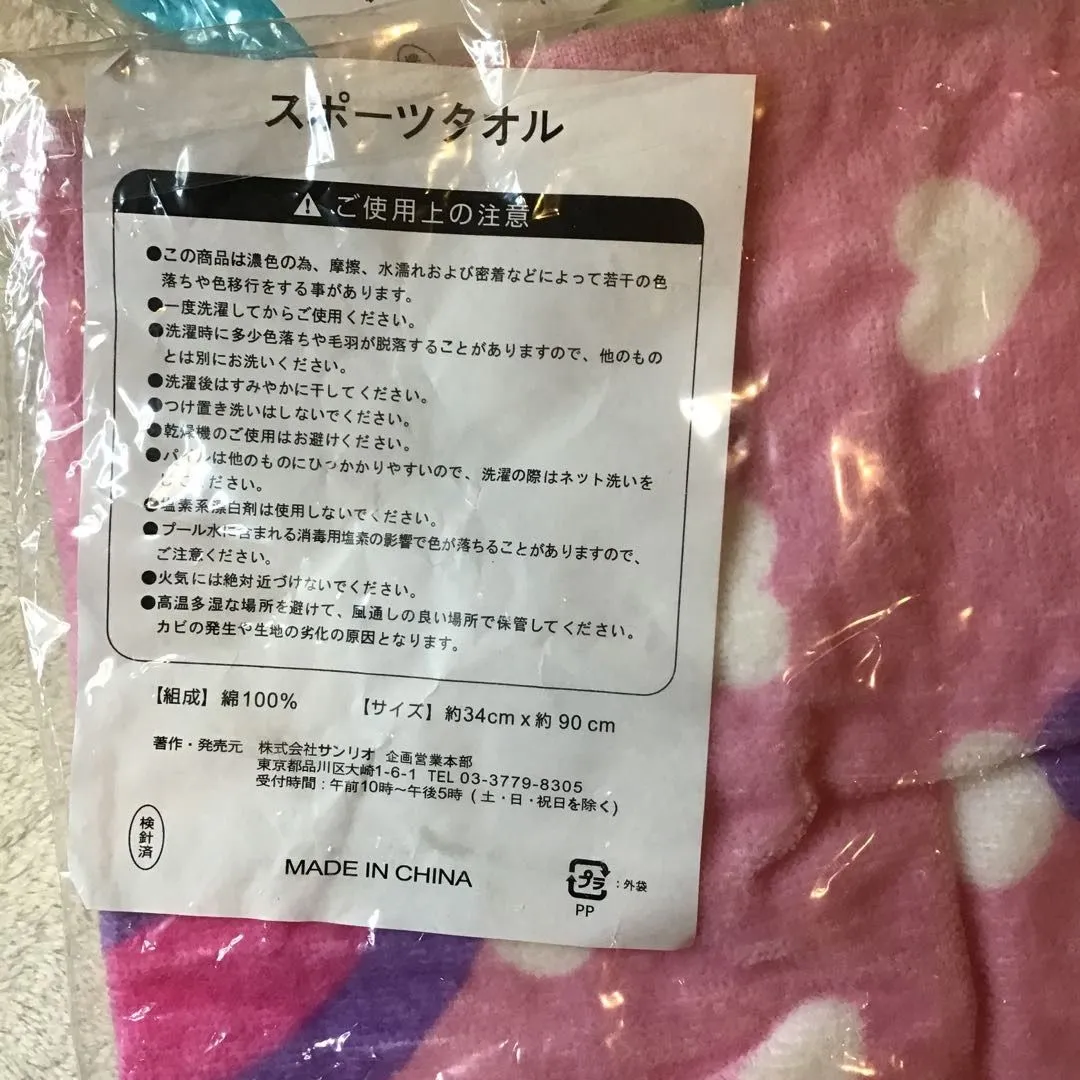 スポーツタオル
ご使用上の注意
●この商品は濃色の為、摩擦、水濡れおよび密着などによって若干の色
落ちや色移行をする事があります。
●一度洗濯してからご使用ください。
●洗濯時に多少色落ちや毛羽が脱落することがありますので、他のもの
とは別にお洗いください。
●洗濯後はすみやかに干してください。
●つけ置き洗いはしないでください。
●乾燥機のご使用はお避けください。
●パイルは他のものにひっかかりやすいので、洗濯の際はネット洗いを
ください。
●塩素系漂白剤は使用しないでください。
●プール水に含まれる消毒用塩素の影響で色が落ちることがありますので、
ご注意ください。
●火気には絶対近づけないでください。
●高温多湿な場所を避けて、風通しの良い場所で保管してください。
カビの発生や生地の劣化の原因となります。
【組成】綿100% 【サイズ】約34cm x 約 90 cm
著作・発売元 株式会社サンリオ 企画営業本部
東京都品川区大崎1-6-1 TEL 03-3779-8305
受付時間:午前10時〜午後5時 (土・日・祝日を除く)
検針済
MADE IN CHINA
プラ:外袋
PP